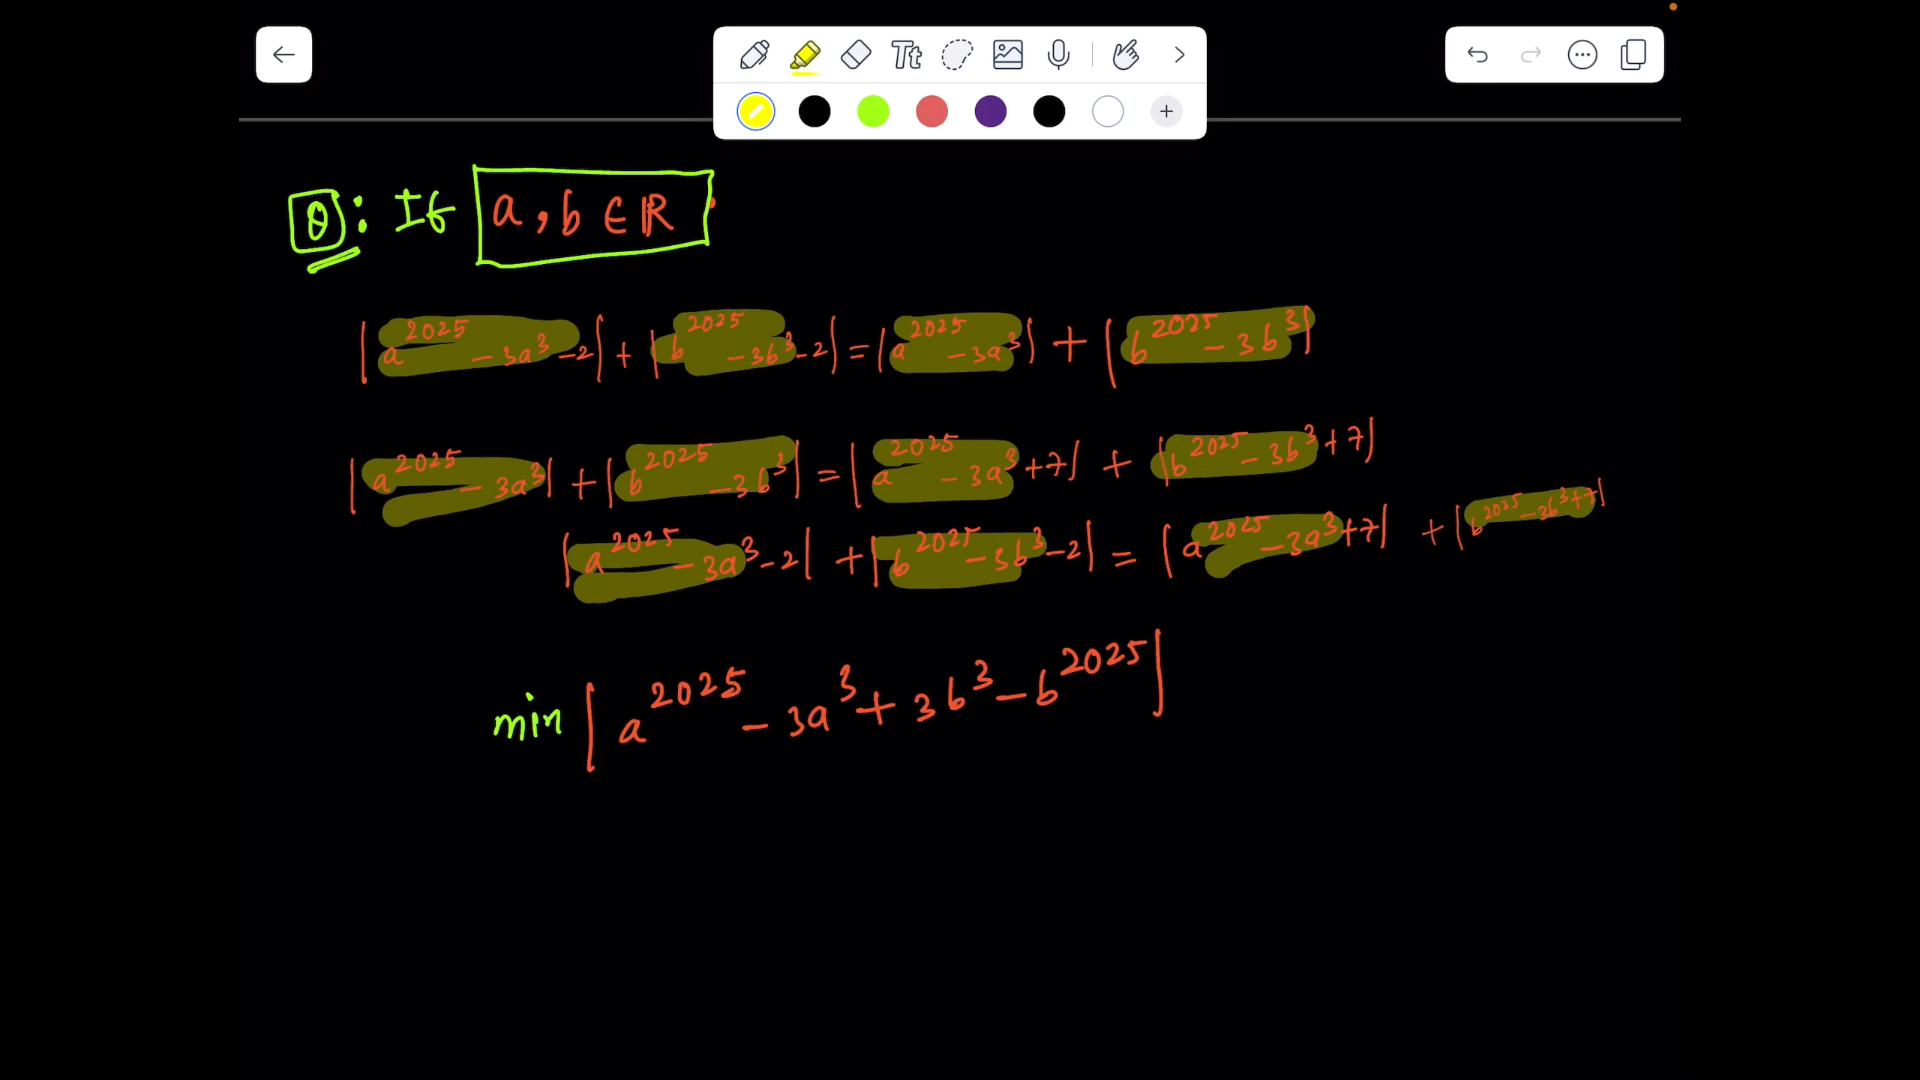 Tt
Q: If a, b ∈ ℝ.
|a^2025 - 3a^3 - 2| + |b^2025 - 3b^3 - 2| = |a^2025 - 3a^3| + |b^2025 - 3b^3|
|a^2025 - 3a^3| + |b^2025 - 3b^3| = |a^2025 - 3a^3 + 7| + |b^2025 - 3b^3 + 7|
|a^2025 - 3a^3 - 2| + |b^2025 - 3b^3 - 2| = |a^2025 - 3a^3 + 7| + |b^2025 - 3b^3 + 7|
min |a^2025 - 3a^3 + 3b^3 - b^2025|